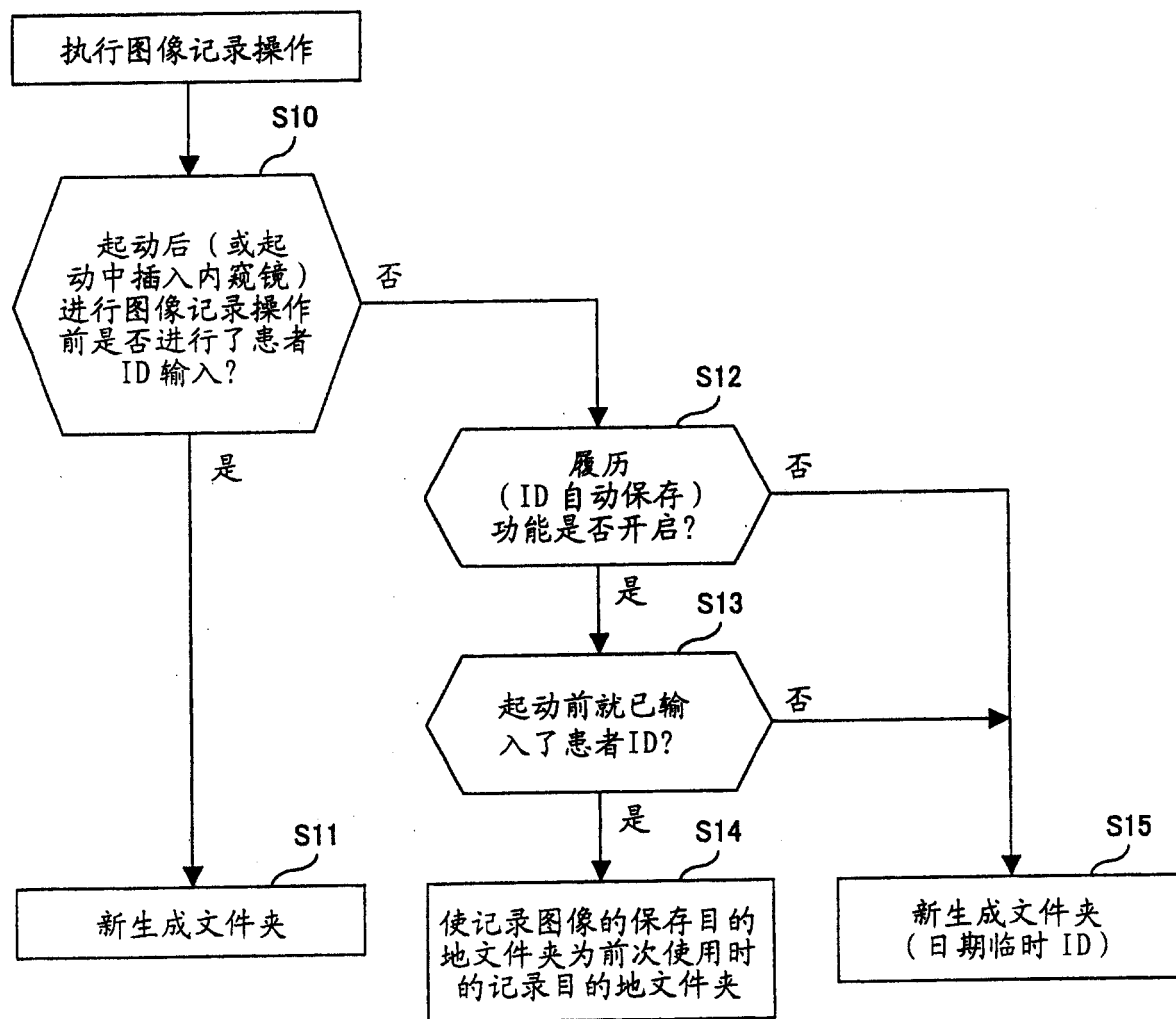 执行图像记录操作
S10
起动后(或起
动中插入内窥镜)
进行图像记录操作
前是否进行了患者
ID输入?
否
是
S12
履历
(ID自动保存)
功能是否开启?
否
是
S13
起动前就已输
入了患者ID?
否
是
S11
新生成文件夹
S14
使记录图像的保存目的
地文件夹为前次使用时
的记录目的地文件夹
S15
新生成文件夹
(日期临时ID)